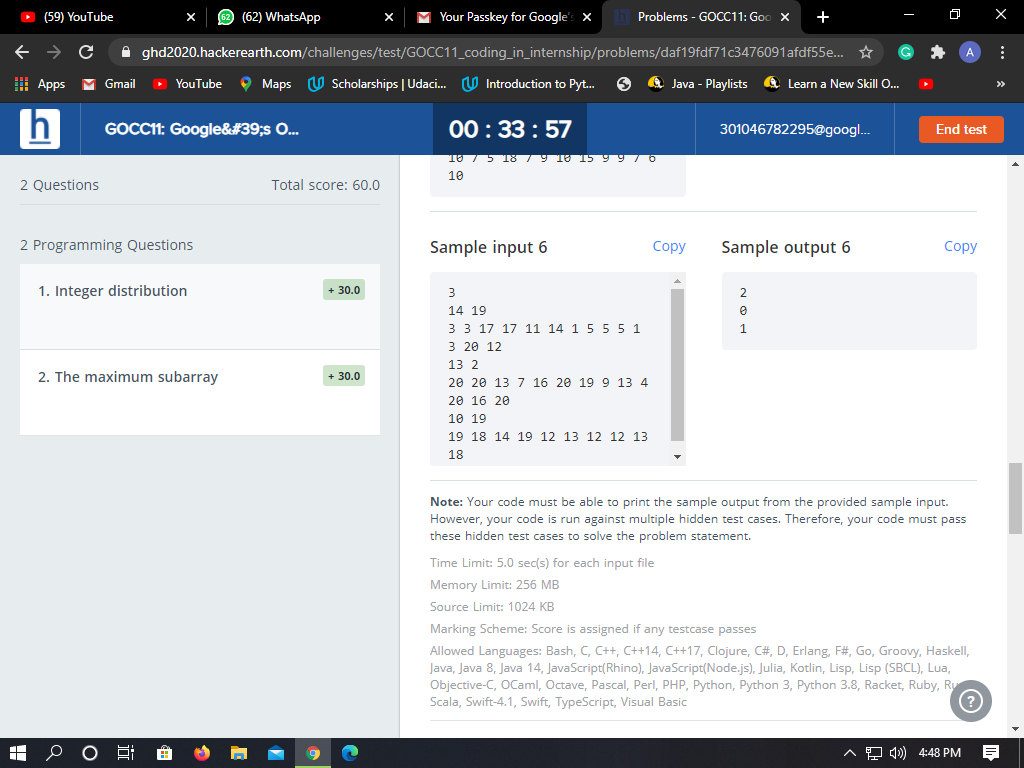 (59) YouTube
(62) WhatsApp
Your Passkey for Google'
Problems - GOCC11: Goo
ghd2020.hackerearth.com/challenges/test/GOCC11_coding_in_internship/problems/daf19fdf71c3476091afdf55e...
A
Apps
Gmail
YouTube
Maps
Scholarships | Udaci...
Introduction to Pyt...
Java - Playlists
Learn a New Skill O...
»
h
GOCC11: Google&#39;s O...
00 : 33 : 57
301046782295@googl...
End test
2 Questions
Total score: 60.0
2 Programming Questions
1. Integer distribution
+ 30.0
2. The maximum subarray
+ 30.0
10 7 5 18 7 9 10 15 9 9 7 6
10
Sample input 6
Copy
3
14 19
3 3 17 17 11 14 1 5 5 5 1
3 20 12
13 2
20 20 13 7 16 20 19 9 13 4
20 16 20
10 19
19 18 14 19 12 13 12 12 13
18
Sample output 6
Copy
2
0
1
Note: Your code must be able to print the sample output from the provided sample input.
However, your code is run against multiple hidden test cases. Therefore, your code must pass
these hidden test cases to solve the problem statement.
Time Limit: 5.0 sec(s) for each input file
Memory Limit: 256 MB
Source Limit: 1024 KB
Marking Scheme: Score is assigned if any testcase passes
Allowed Languages: Bash, C, C++, C++14, C++17, Clojure, C#, D, Erlang, F#, Go, Groovy, Haskell,
Java, Java 8, Java 14, JavaScript(Rhino), JavaScript(Node.js), Julia, Kotlin, Lisp, Lisp (SBCL), Lua,
Objective-C, OCaml, Octave, Pascal, Perl, PHP, Python, Python 3, Python 3.8, Racket, Ruby, Ru
Scala, Swift-4.1, Swift, TypeScript, Visual Basic
?
4:48 PM